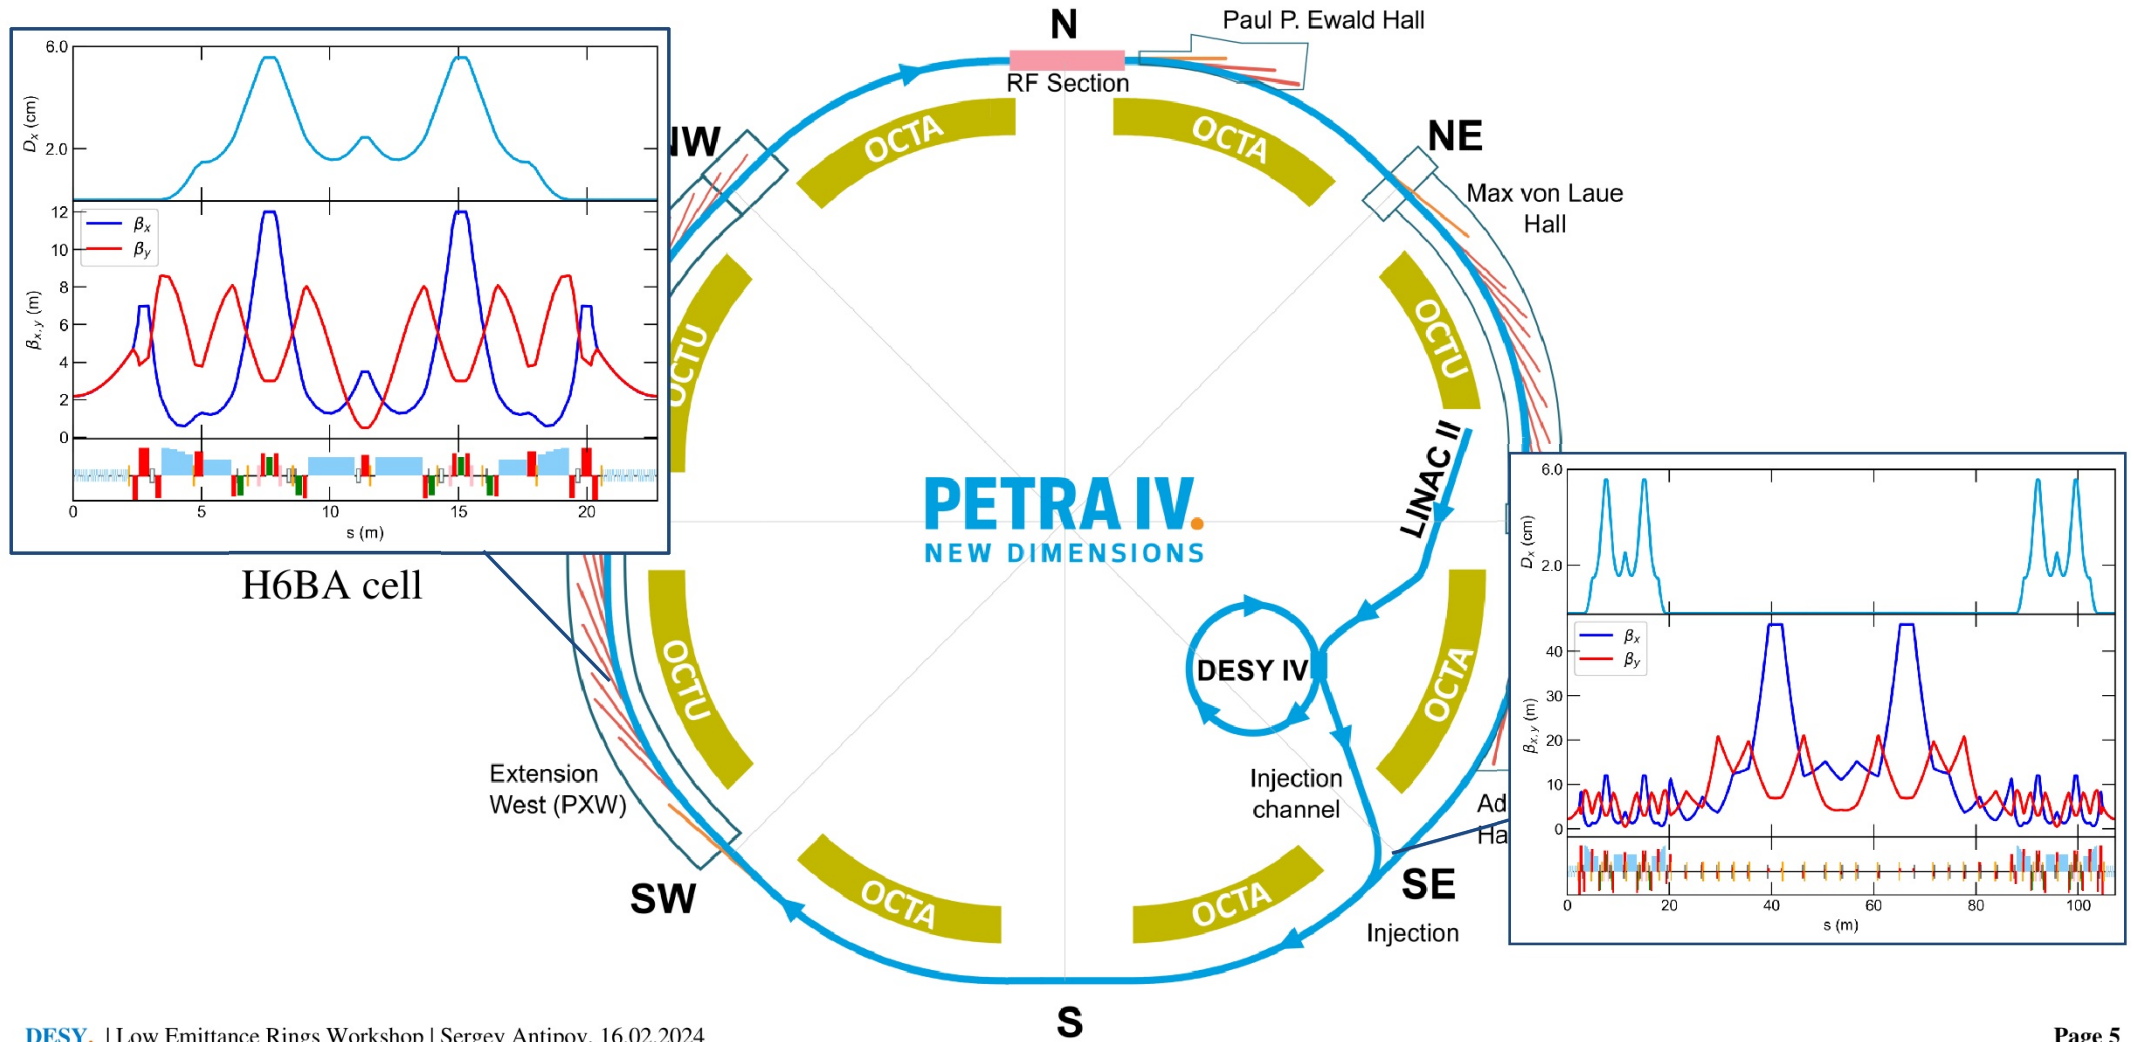 N
Paul P. Ewald Hall
RF Section
NW
NE
Max von Laue
Hall
OCTA
OCTA
OCTU
OCTU
6.0
2.0
Dx (cm)
βx
βy
12
10
8
6
4
2
0
βx,y (m)
0 5 10 15 20
s (m)
H6BA cell
PETRA IV.
NEW DIMENSIONS
LINAC II
DESY IV
Injection
channel
OCTU
OCTA
Extension
West (PXW)
SW
OCTA
OCTA
Ad
Ha
SE
Injection
S
6.0
2.0
Dx (cm)
βx
βy
40
30
20
10
0
βx,y (m)
0 20 40 60 80 100
s (m)
DESY. | Low Emittance Rings Workshop | Sergey Antipov, 16.02.2024
Page 5